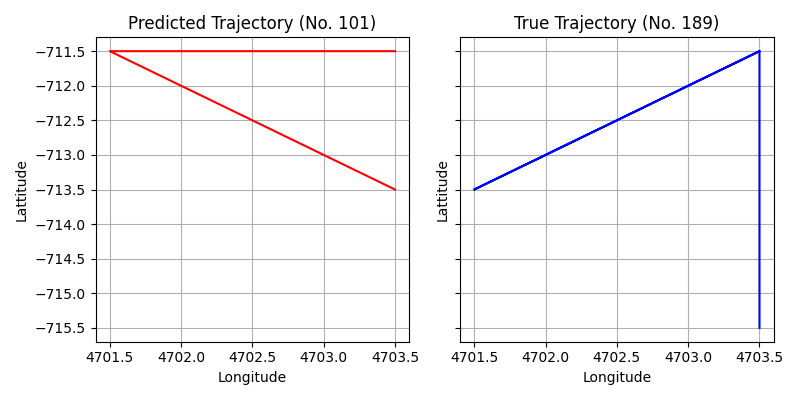 Predicted Trajectory (No. 101)
True Trajectory (No. 189)
−711.5
−712.0
−712.5
−713.0
−713.5
−714.0
−714.5
−715.0
−715.5
Lattitude
Lattitude
4701.5 4702.0 4702.5 4703.0 4703.5
4701.5 4702.0 4702.5 4703.0 4703.5
Longitude
Longitude